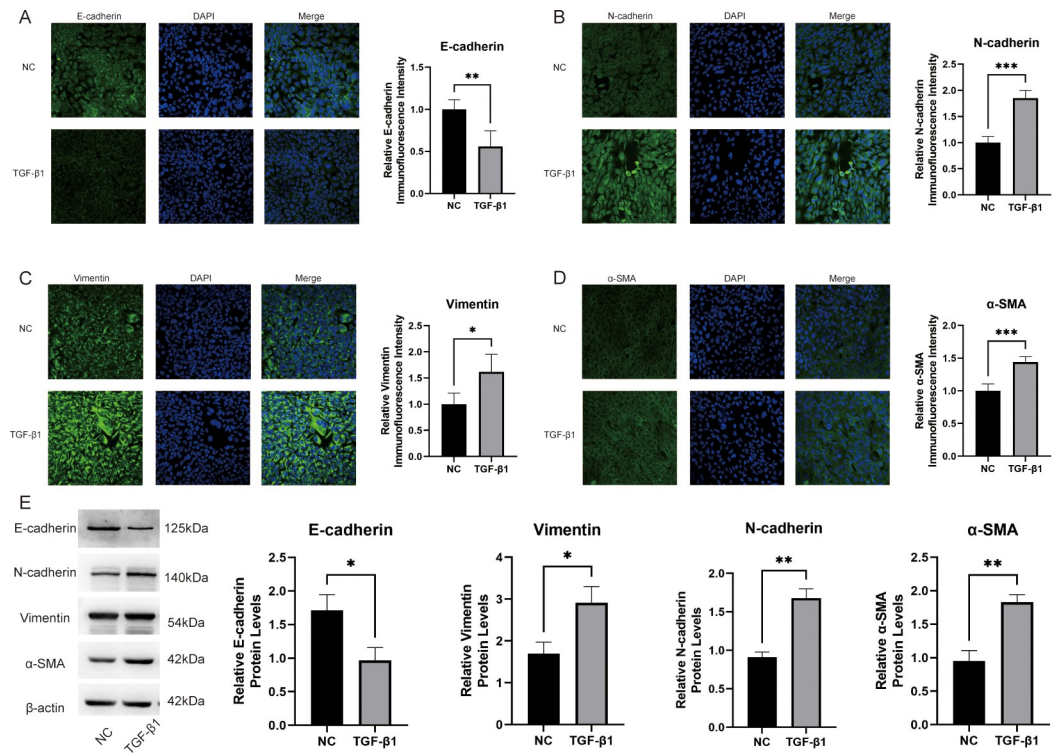 A
E-cadherin DAPI Merge
NC
TGF-β1
E-cadherin
Relative E-cadherin
Immunofluorescence Intensity
1.5
1.0
0.5
0.0
**
NC TGF-β1
B
N-cadherin DAPI Merge
NC
TGF-β1
N-cadherin
Relative N-cadherin
Immunofluorescence Intensity
2.5
2.0
1.5
1.0
0.5
0.0
***
NC TGF-β1
C
Vimentin DAPI Merge
NC
TGF-β1
Vimentin
Relative Vimentin
Immunofluorescence Intensity
2.5
2.0
1.5
1.0
0.5
0.0
*
NC TGF-β1
D
α-SMA DAPI Merge
NC
TGF-β1
α-SMA
Relative α-SMA
Immunofluorescence Intensity
2.0
1.5
1.0
0.5
0.0
***
NC TGF-β1
E
E-cadherin 125kDa
N-cadherin 140kDa
Vimentin 54kDa
α-SMA 42kDa
β-actin 42kDa
NC TGF-β1
E-cadherin
Relative E-cadherin
Protein Levels
2.5
2.0
1.5
1.0
0.5
0.0
*
NC TGF-β1
Vimentin
Relative Vimentin
Protein Levels
4
3
2
1
0
*
NC TGF-β1
N-cadherin
Relative N-cadherin
Protein Levels
2.0
1.5
1.0
0.5
0.0
**
NC TGF-β1
α-SMA
Relative α-SMA
Protein Levels
2.5
2.0
1.5
1.0
0.5
0.0
**
NC TGF-β1